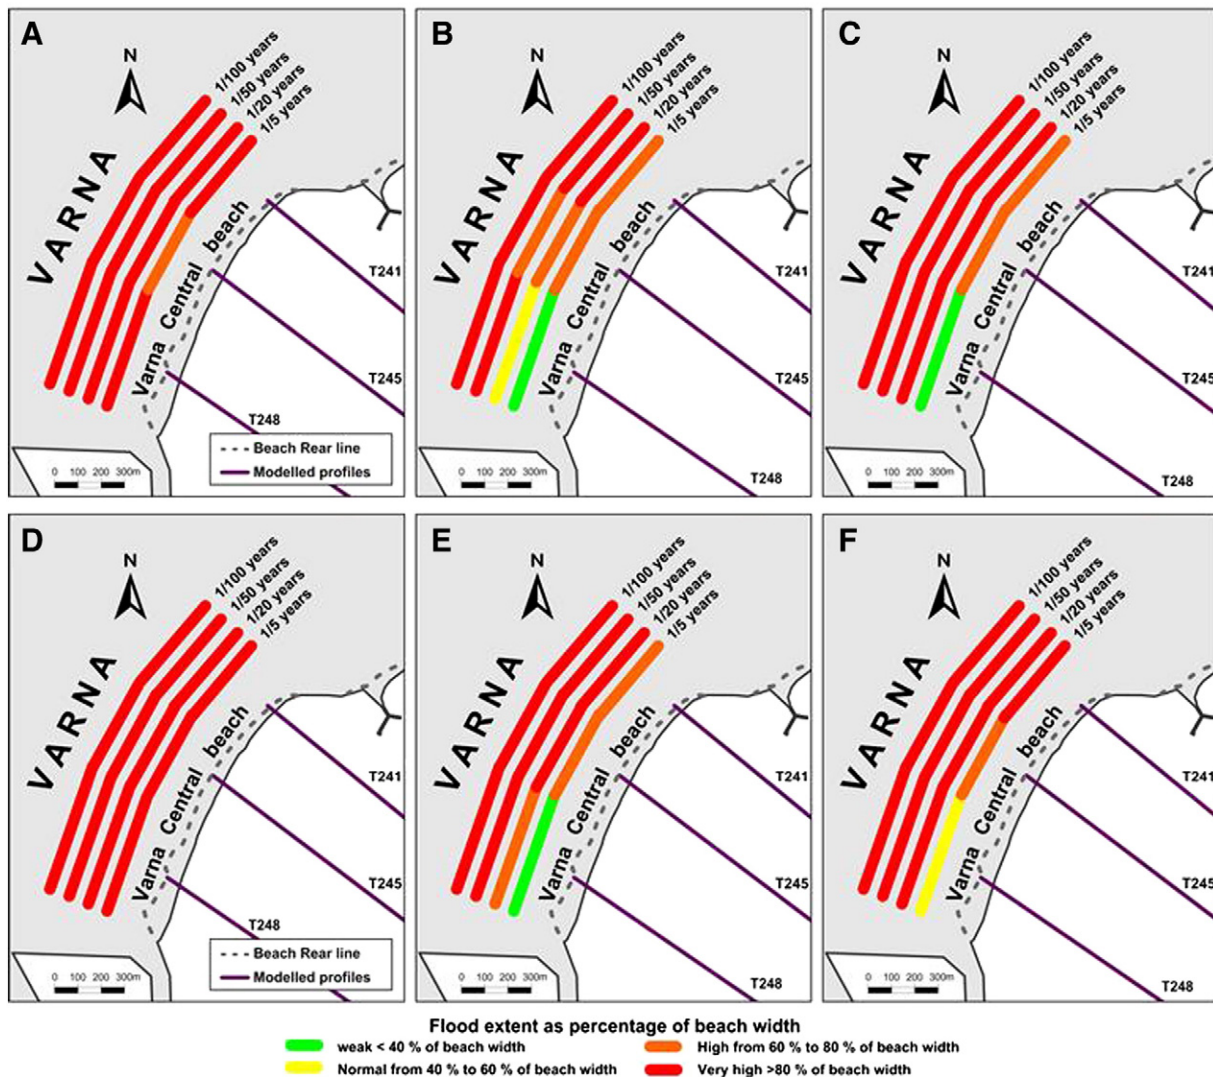 A
N
1/100 years
1/50 years
1/20 years
1/5 years
VARNA
Varna Central beach
T241
T245
T248
Beach Rear line
Modelled profiles
0 100 200 300m
B
N
1/100 years
1/50 years
1/20 years
1/5 years
VARNA
Varna Central beach
T241
T245
T248
0 100 200 300m
C
N
1/100 years
1/50 years
1/20 years
1/5 years
VARNA
Varna Central beach
T241
T245
T248
0 100 200 300m
D
N
1/100 years
1/50 years
1/20 years
1/5 years
VARNA
Varna Central beach
T241
T245
T248
Beach Rear line
Modelled profiles
0 100 200 300m
E
N
1/100 years
1/50 years
1/20 years
1/5 years
VARNA
Varna Central beach
T241
T245
T248
0 100 200 300m
F
N
1/100 years
1/50 years
1/20 years
1/5 years
VARNA
Varna Central beach
T241
T245
T248
0 100 200 300m
Flood extent as percentage of beach width
weak < 40 % of beach width
High from 60 % to 80 % of beach width
Normal from 40 % to 60 % of beach width
Very high >80 % of beach width